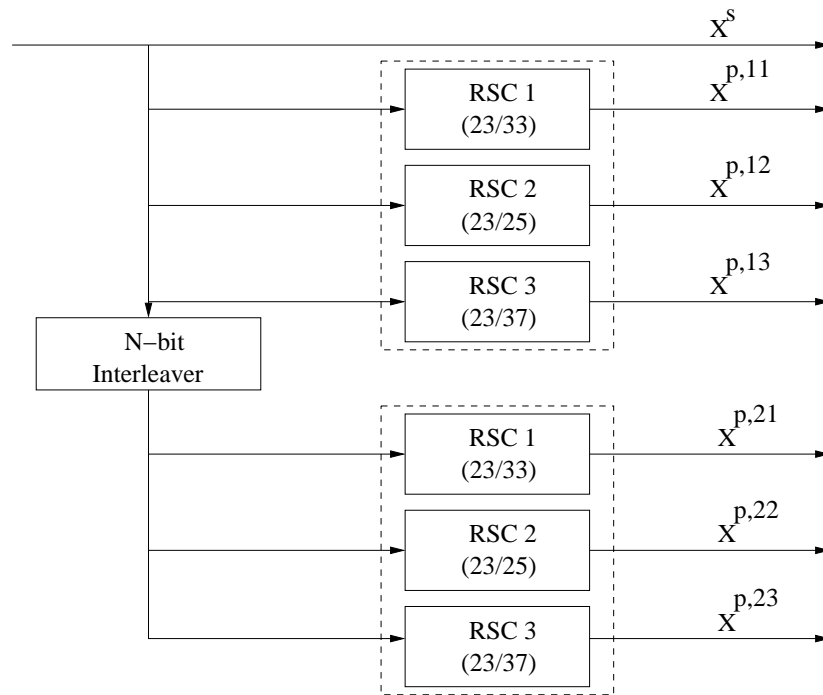 X^s
RSC 1
(23/33)
X^p,11
RSC 2
(23/25)
X^p,12
RSC 3
(23/37)
X^p,13
N−bit
Interleaver
RSC 1
(23/33)
X^p,21
RSC 2
(23/25)
X^p,22
RSC 3
(23/37)
X^p,23